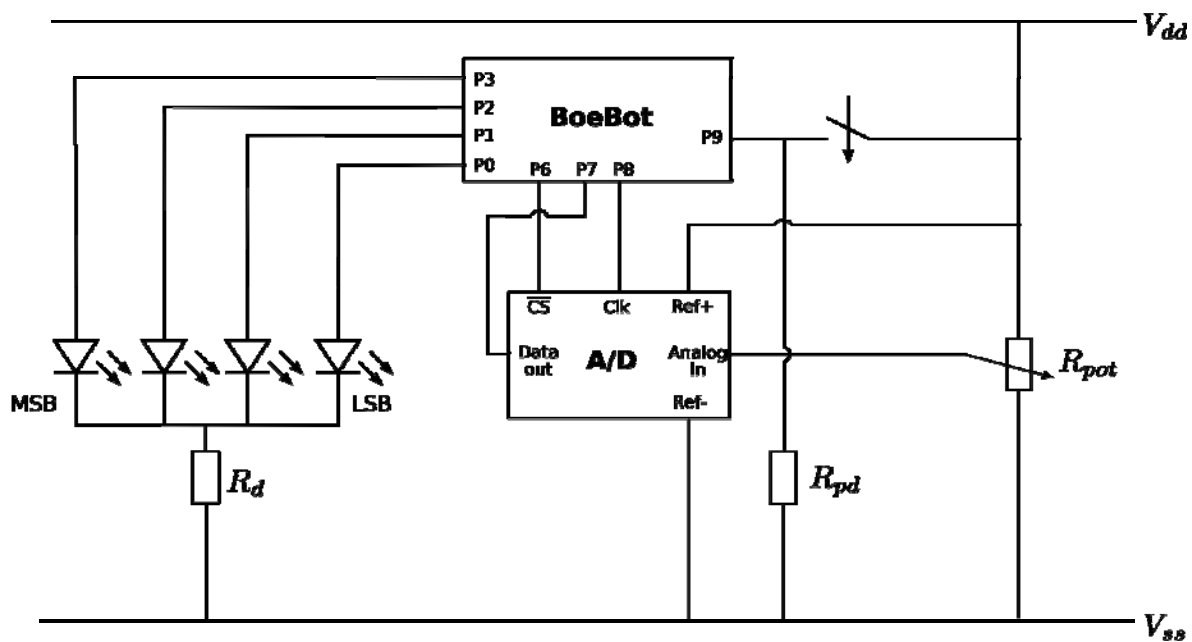 V_dd
P3
P2
BoeBot
P1
P9
P0
P6 P7 P8
CS Clk Ref+
Data out
A/D
Analog in
R_pot
MSB
LSB
Ref-
R_d
R_pd
V_ss